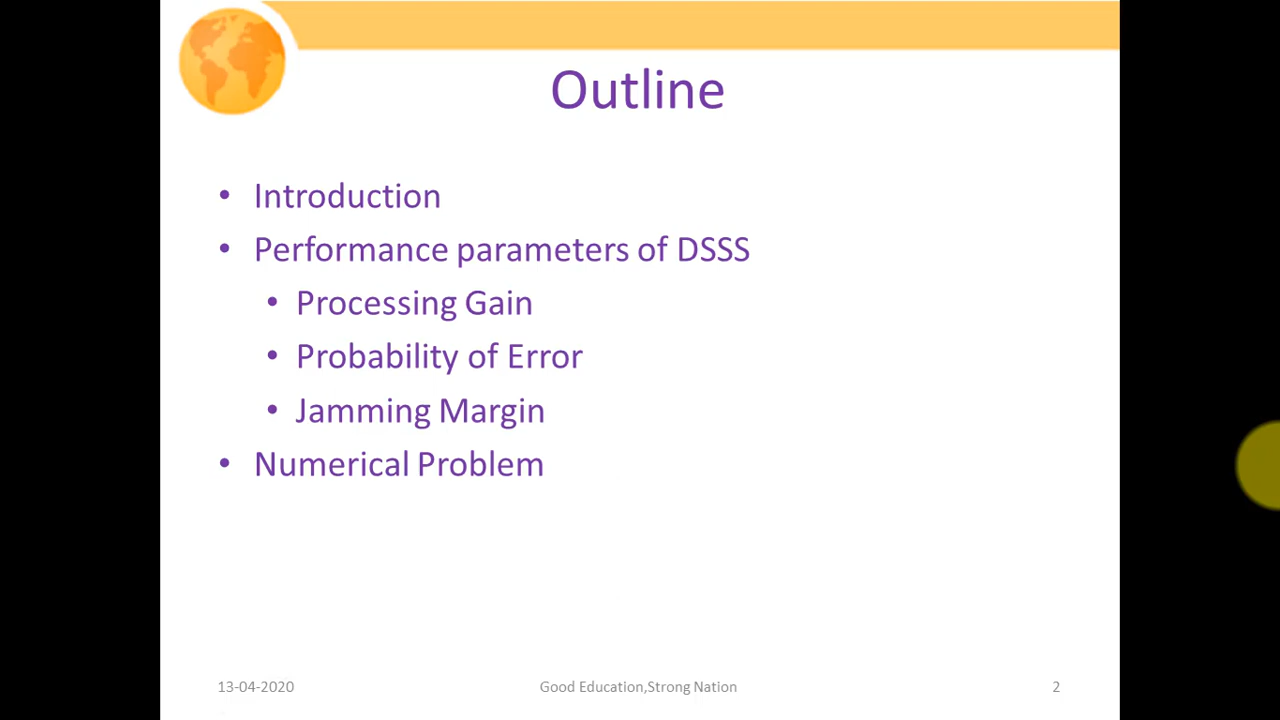 Outline
• Introduction
• Performance parameters of DSSS
• Processing Gain
• Probability of Error
• Jamming Margin
• Numerical Problem
13-04-2020
Good Education,Strong Nation
2